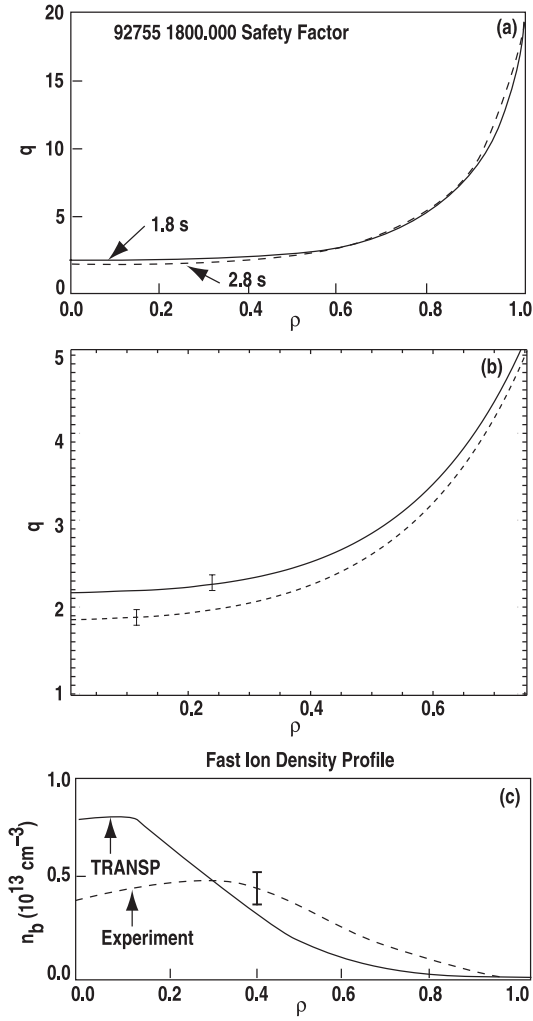 92755 1800.000 Safety Factor
(a)
20
15
10
5
0
q
1.8 s
2.8 s
0.0 0.2 0.4 0.6 0.8 1.0
ρ
(b)
5
4
3
2
1
q
0.2 0.4 0.6
ρ
Fast Ion Density Profile
(c)
1.0
0.5
0.0
n_b (10^13 cm^−3)
TRANSP
Experiment
0.0 0.2 0.4 0.6 0.8 1.0
ρ